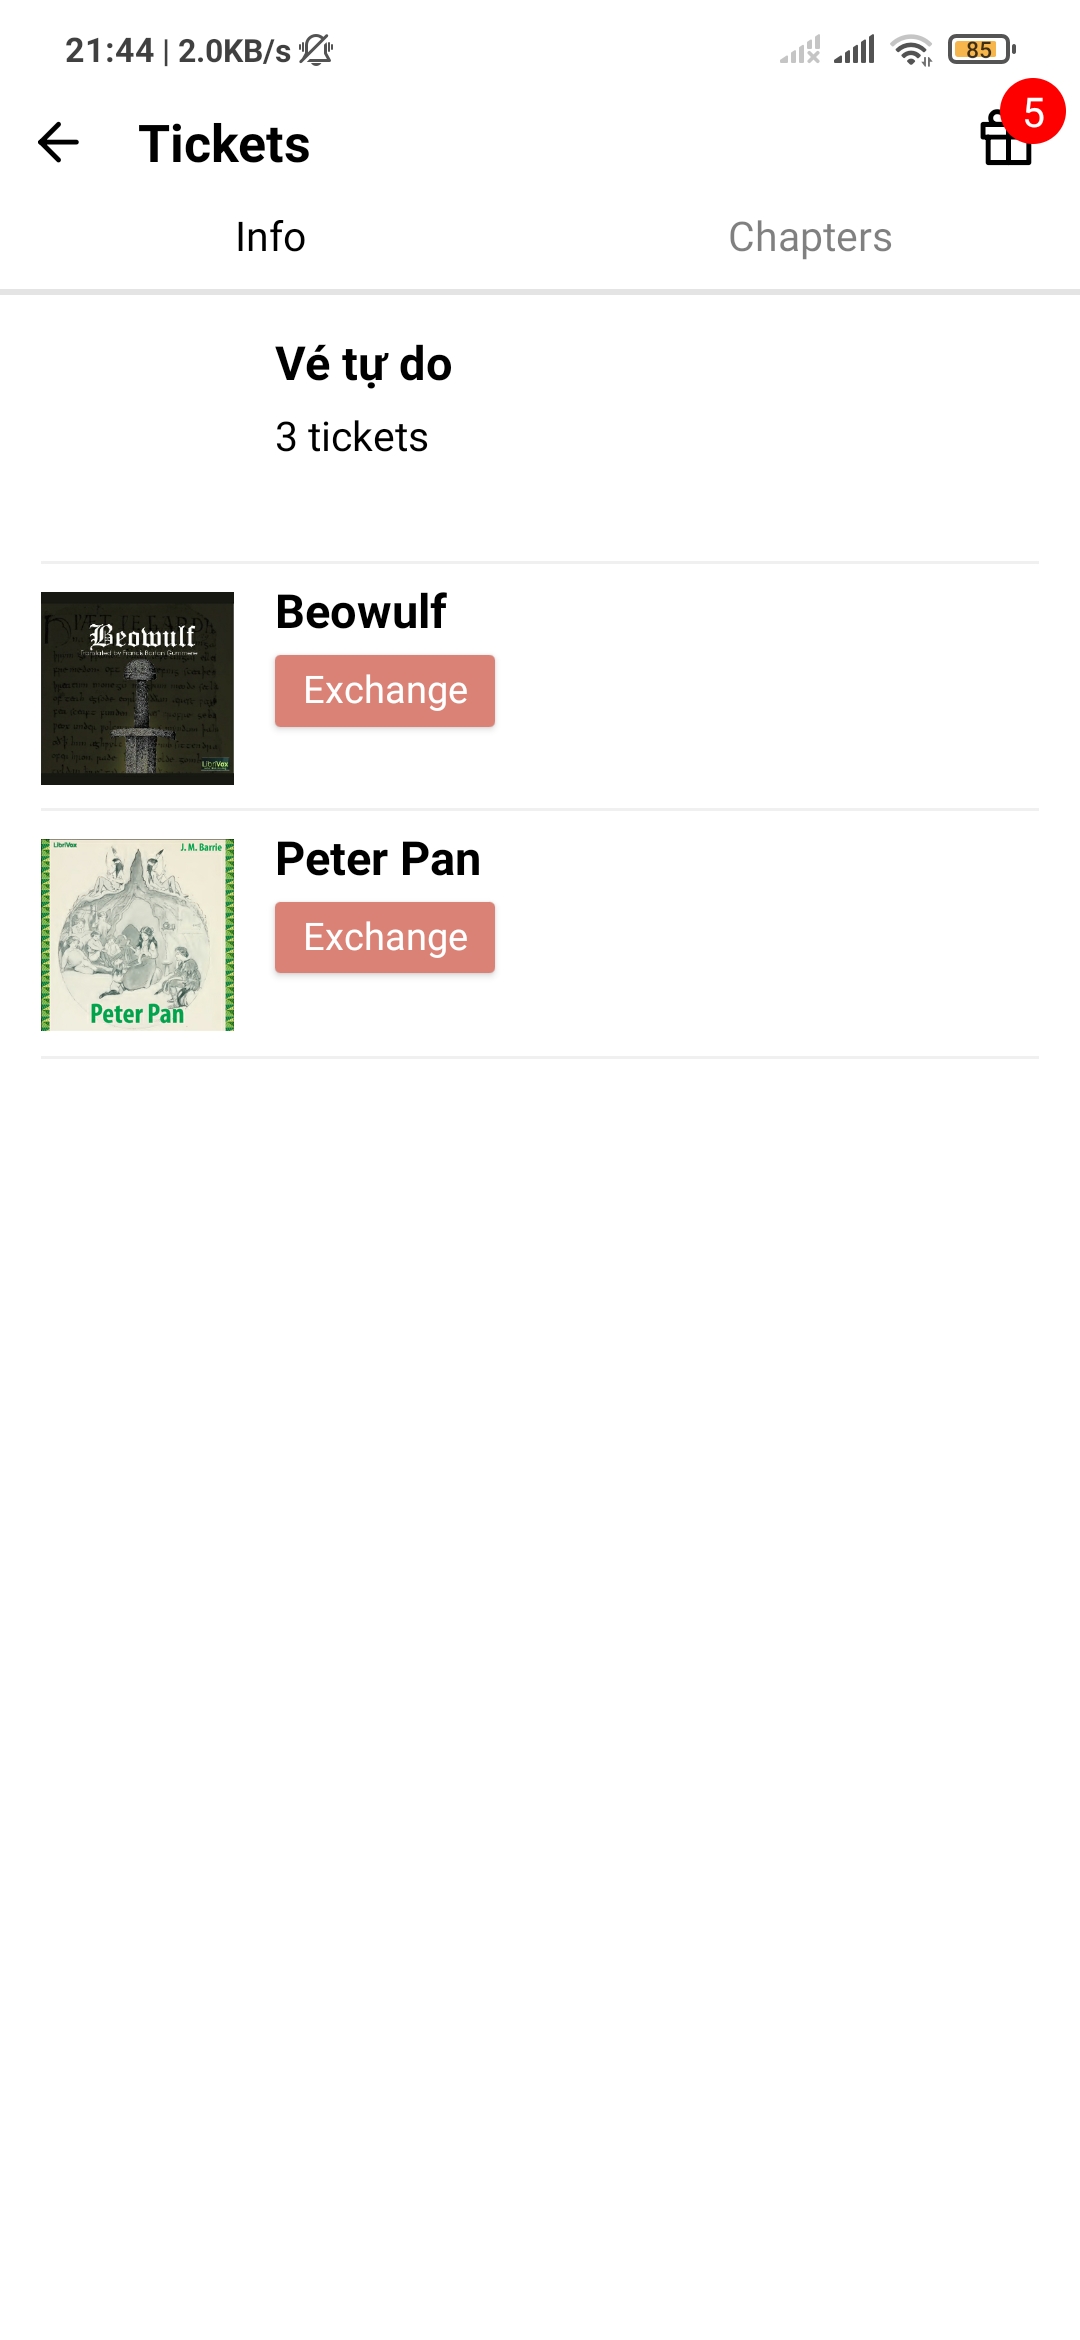 21:44 | 2.0KB/s
85
5
Tickets
Info
Chapters
Vé tự do
3 tickets
Beowulf
Translated by Francis Barton Gummere
LibriVox
Beowulf
Exchange
LibriVox
J. M. Barrie
Peter Pan
Peter Pan
Exchange